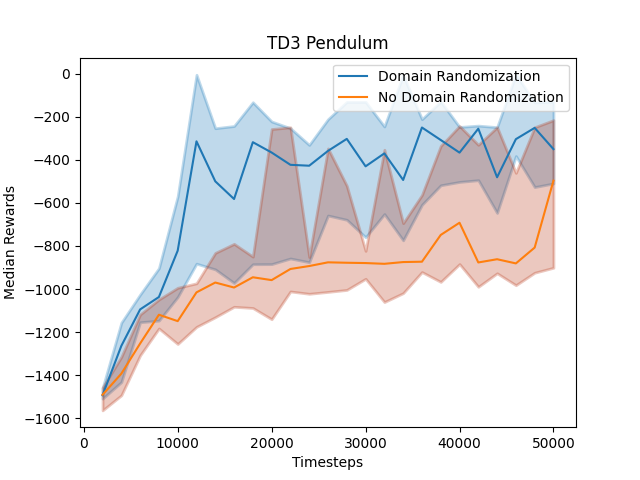 TD3 Pendulum
Domain Randomization
No Domain Randomization
Median Rewards
0
−200
−400
−600
−800
−1000
−1200
−1400
−1600
0 10000 20000 30000 40000 50000
Timesteps